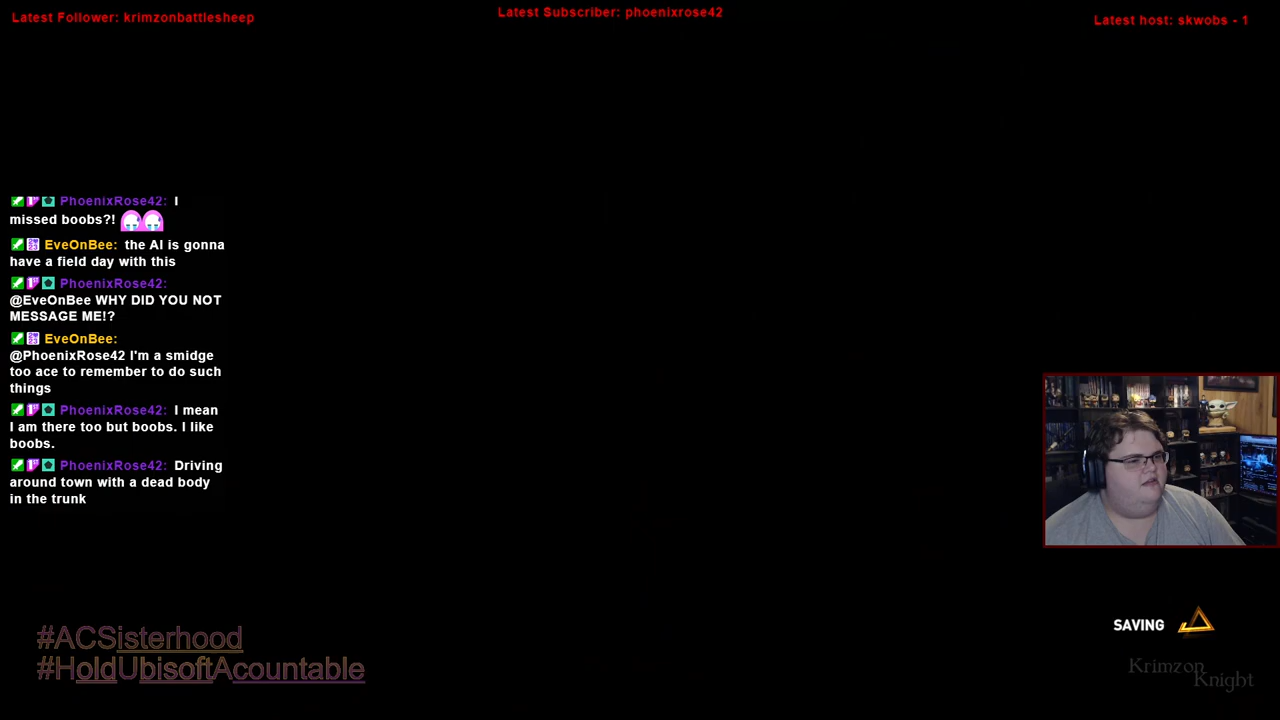 Latest Follower: krimzonbattlesheep
Latest Subscriber: phoenixrose42
Latest host: skwobs - 1
PhoenixRose42: I
missed boobs?!
EveOnBee: the AI is gonna
have a field day with this
PhoenixRose42:
@EveOnBee WHY DID YOU NOT
MESSAGE ME!?
EveOnBee:
@PhoenixRose42 I'm a smidge
too ace to remember to do such
things
PhoenixRose42: I mean
I am there too but boobs. I like
boobs.
PhoenixRose42: Driving
around town with a dead body
in the trunk
#ACSisterhood
#HoldUbisoftAcountable
SAVING
Krimzon
Knight